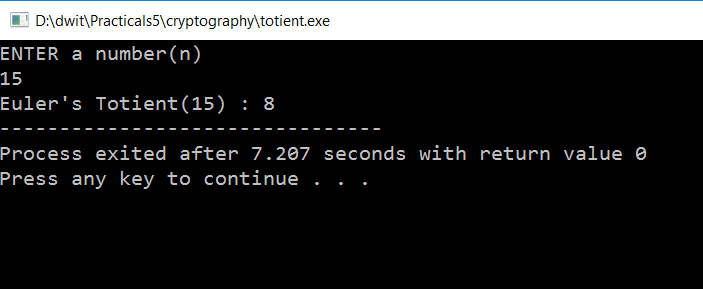 D:\dwit\Practicals5\cryptography\totient.exe
ENTER a number(n)
15
Euler's Totient(15) : 8
--------------------------------
Process exited after 7.207 seconds with return value 0
Press any key to continue . . .